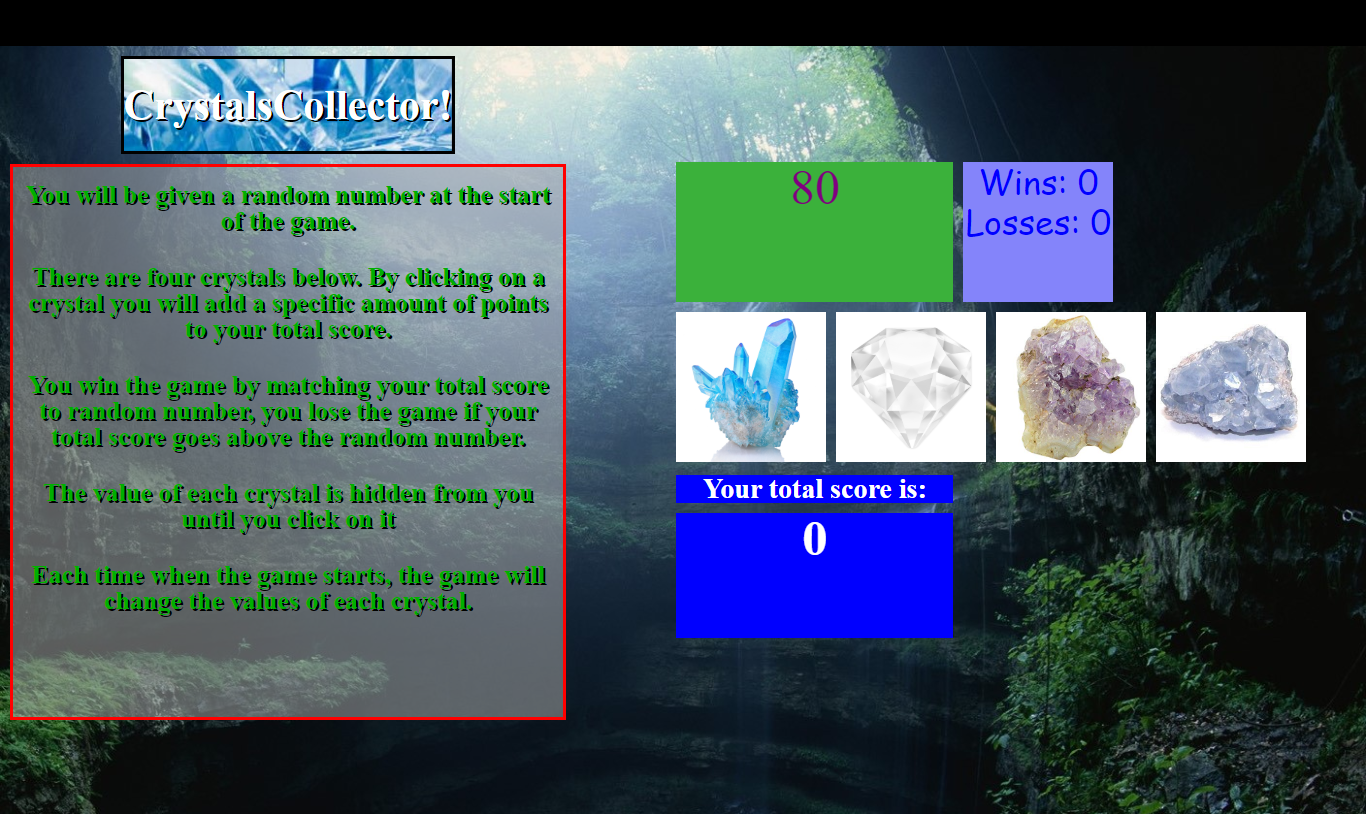 CrystalsCollector!
You will be given a random number at the start
of the game.
There are four crystals below. By clicking on a
crystal you will add a specific amount of points
to your total score.
You win the game by matching your total score
to random number, you lose the game if your
total score goes above the random number.
The value of each crystal is hidden from you
until you click on it
Each time when the game starts, the game will
change the values of each crystal.
80
Wins: 0
Losses: 0
Your total score is:
0